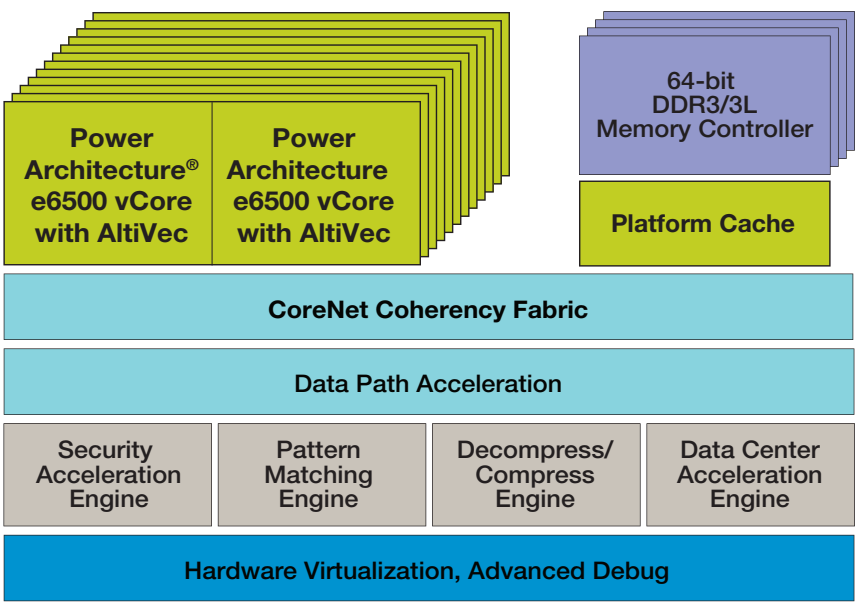 Power
Architecture®
e6500 vCore
with AltiVec
Power
Architecture
e6500 vCore
with AltiVec
64-bit
DDR3/3L
Memory Controller
Platform Cache
CoreNet Coherency Fabric
Data Path Acceleration
Security
Acceleration
Engine
Pattern
Matching
Engine
Decompress/
Compress
Engine
Data Center
Acceleration
Engine
Hardware Virtualization, Advanced Debug